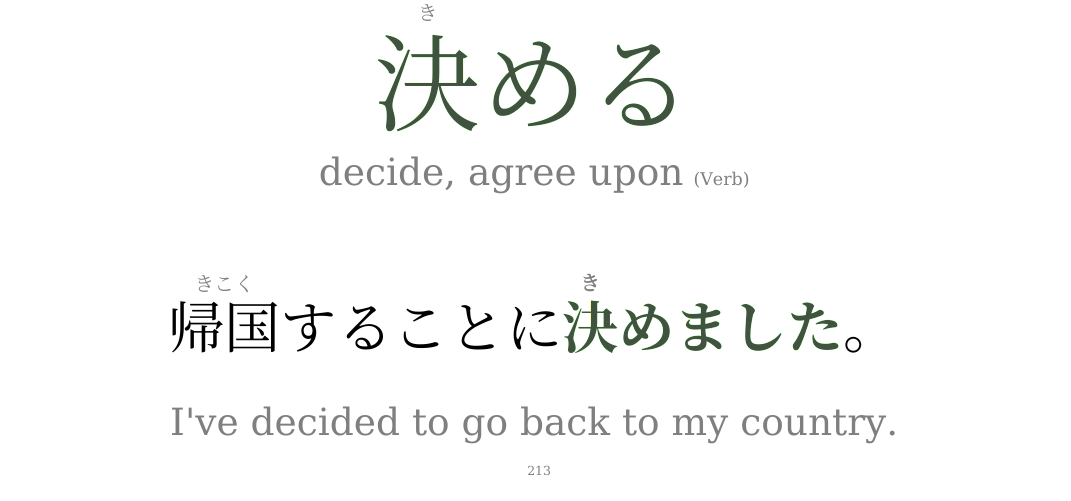 き
決める
decide, agree upon (Verb)
きこく き
帰国することに決めました。
I've decided to go back to my country.
213